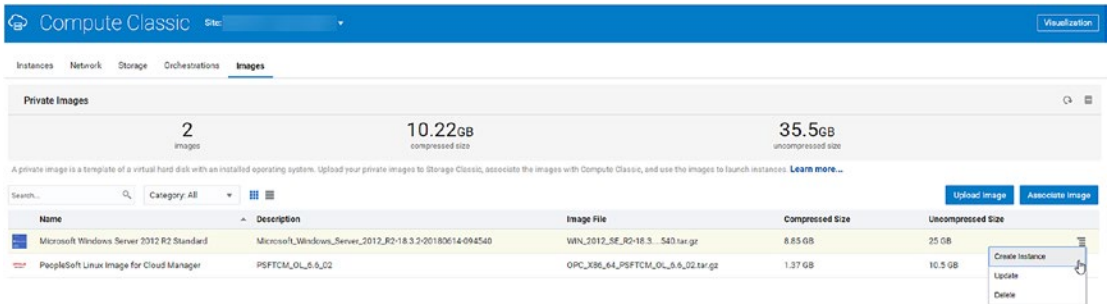 Compute Classic Site: Visualization
Instances Network Storage Orchestrations Images
Private Images
2 10.22GB 35.5GB
images compressed size uncompressed size
A private image is a template of a virtual hard disk with an installed operating system. Upload your private images to Storage Classic, associate the images with Compute Classic, and use the images to launch instances. Learn more...
Search... Category: All Upload Image Associate Image
Name Description Image File Compressed Size Uncompressed Size
Microsoft Windows Server 2012 R2 Standard Microsoft_Windows_Server_2012_R2-18.3.2-20180614-094540 WIN_2012_SE_R2-18.3....540.tar.gz 8.85 GB 25 GB
Create Instance
PeopleSoft Linux Image for Cloud Manager PSFTCM_OL_6.6_02 OPC_X86_64_PSFTCM_OL_6.6_02.tar.gz 1.37 GB 10.5 GB
Update
Delete